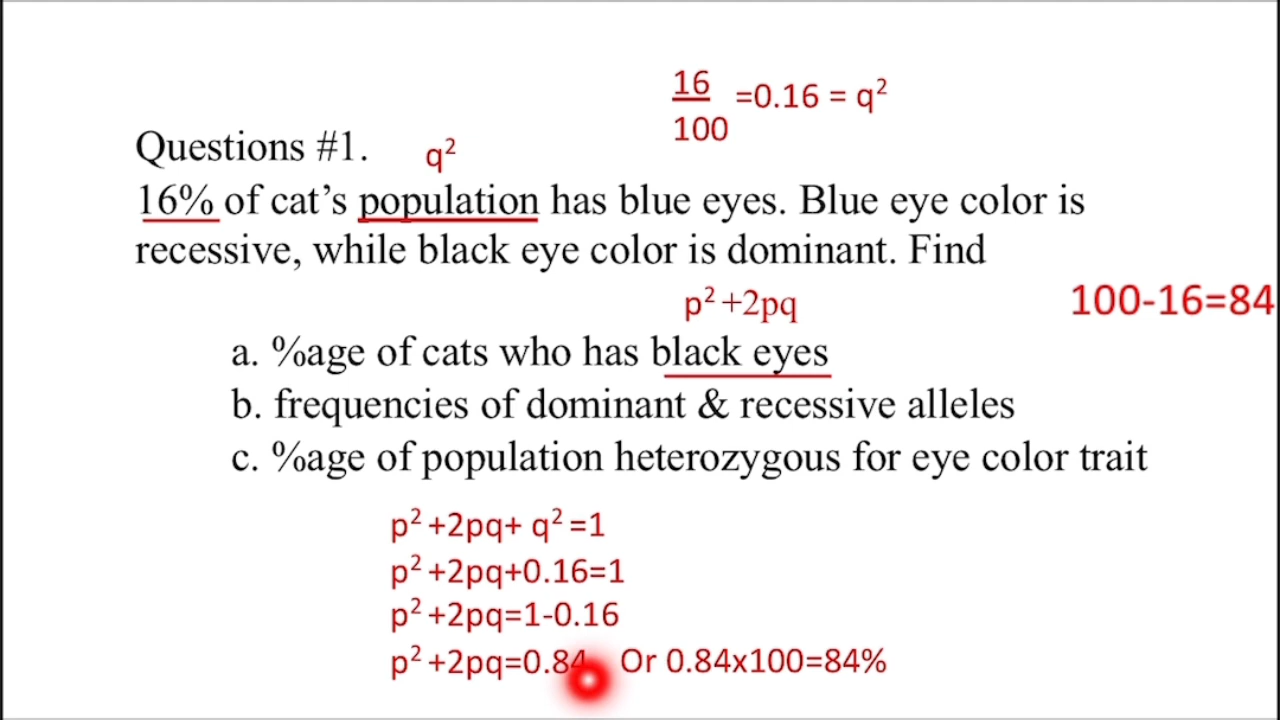 16
100
=0.16 = q²
Questions #1.
q²
16% of cat's population has blue eyes. Blue eye color is
recessive, while black eye color is dominant. Find
p² +2pq
100-16=84
a. %age of cats who has black eyes
b. frequencies of dominant & recessive alleles
c. %age of population heterozygous for eye color trait
p² +2pq+ q² =1
p² +2pq+0.16=1
p² +2pq=1-0.16
p² +2pq=0.84 Or 0.84x100=84%